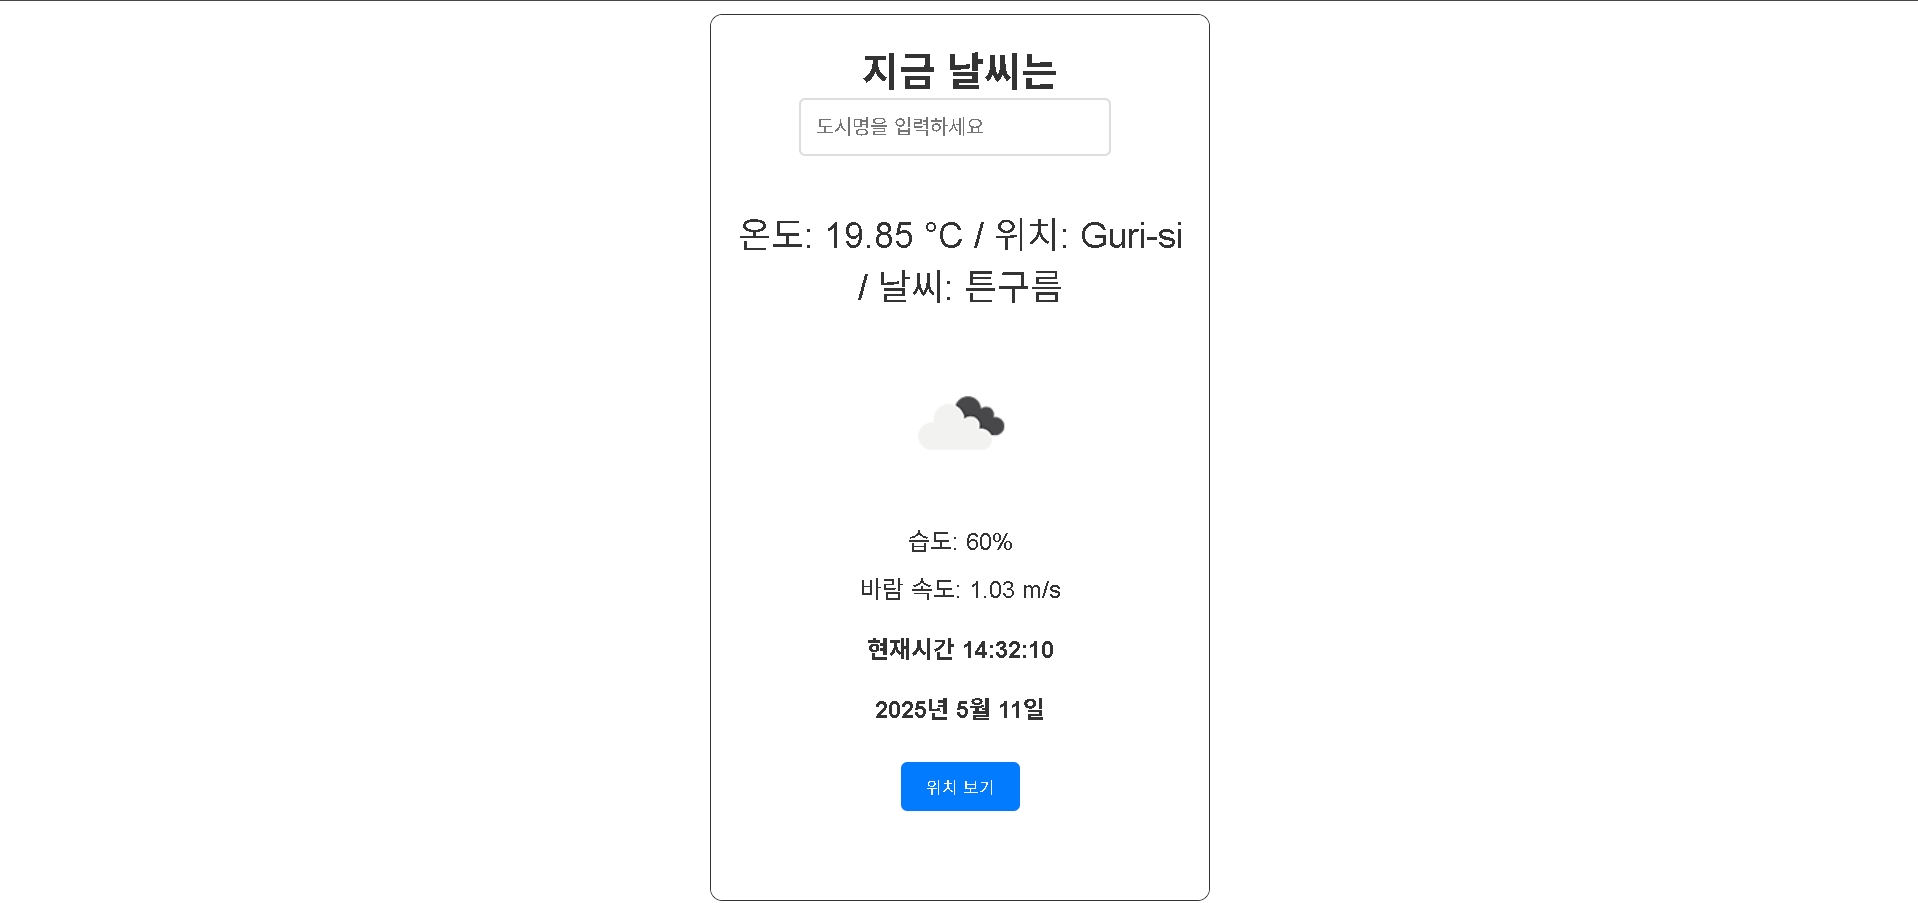 지금 날씨는
도시명을 입력하세요
온도: 19.85 °C / 위치: Guri-si
/ 날씨: 튼구름
습도: 60%
바람 속도: 1.03 m/s
현재시간 14:32:10
2025년 5월 11일
위치 보기